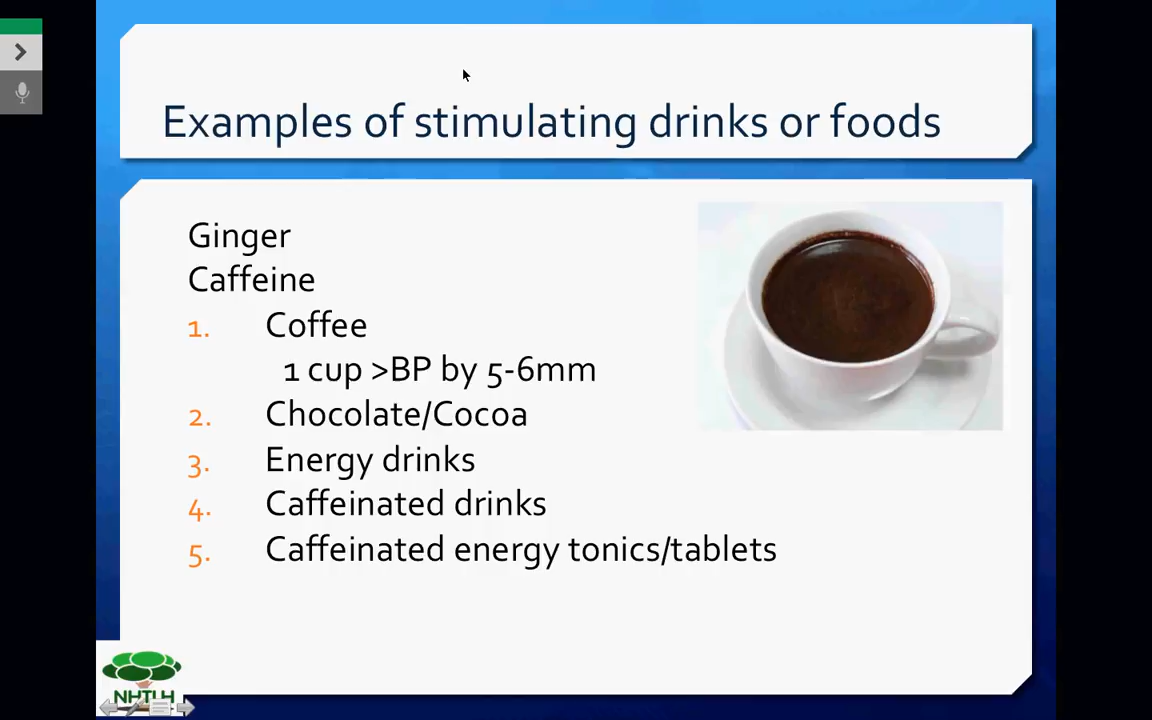 Examples of stimulating drinks or foods
Ginger
Caffeine
1. Coffee
1 cup >BP by 5-6mm
2. Chocolate/Cocoa
3. Energy drinks
4. Caffeinated drinks
5. Caffeinated energy tonics/tablets
NHTLH